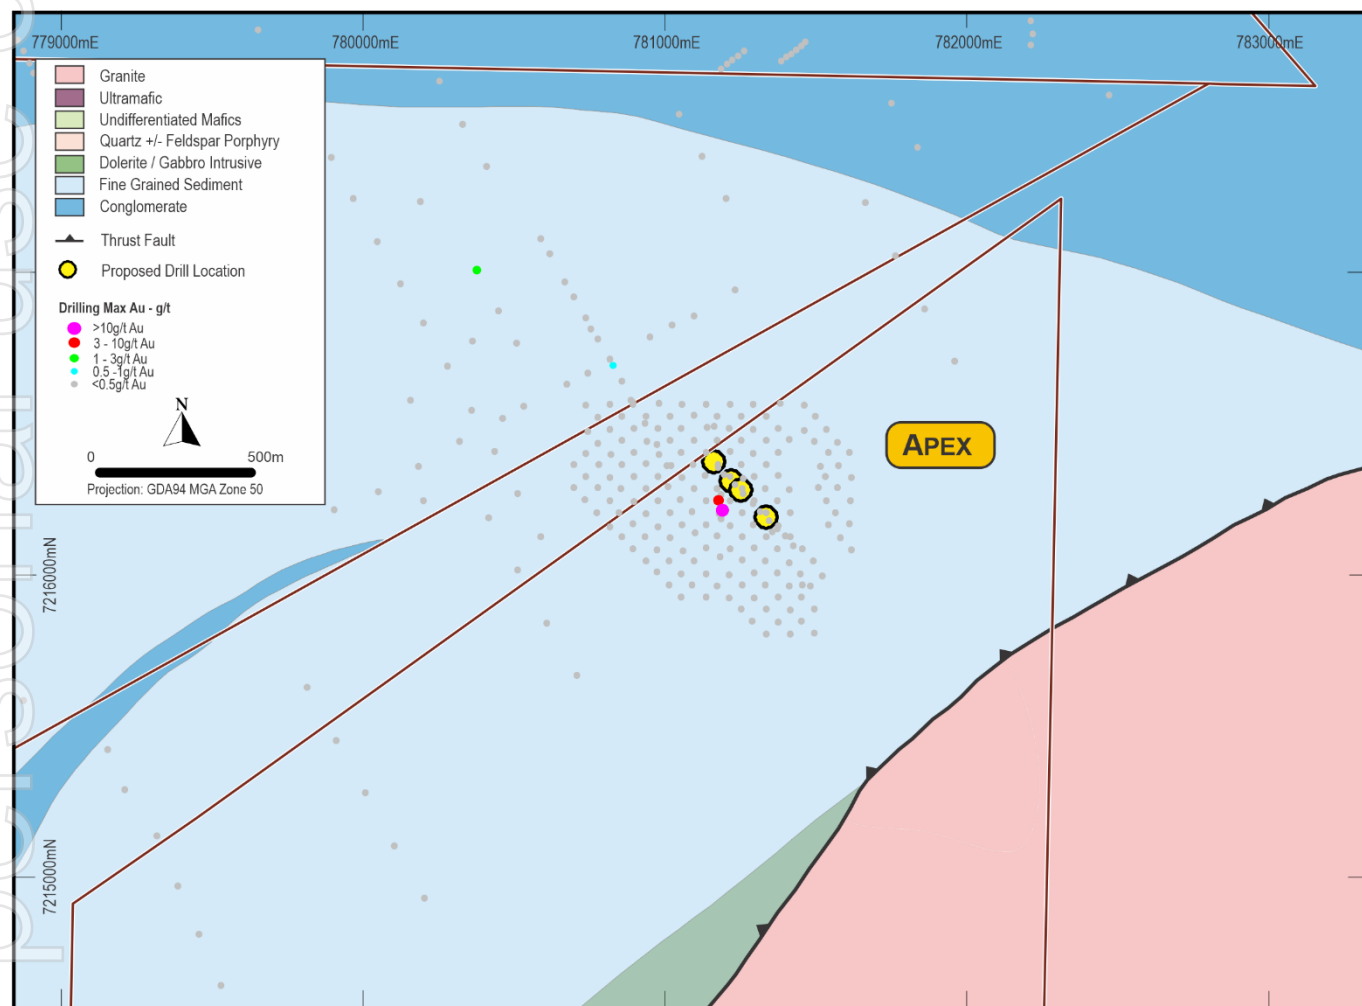 779000mE 780000mE 781000mE 782000mE 783000mE
Granite
Ultramafic
Undifferentiated Mafics
Quartz +/- Feldspar Porphyry
Dolerite / Gabbro Intrusive
Fine Grained Sediment
Conglomerate
Thrust Fault
Proposed Drill Location
Drilling Max Au - g/t
>10g/t Au
3 - 10g/t Au
1 - 3g/t Au
0.5 -1g/t Au
<0.5g/t Au
N
0 500m
Projection: GDA94 MGA Zone 50
APEX
7216000mN
7215000mN